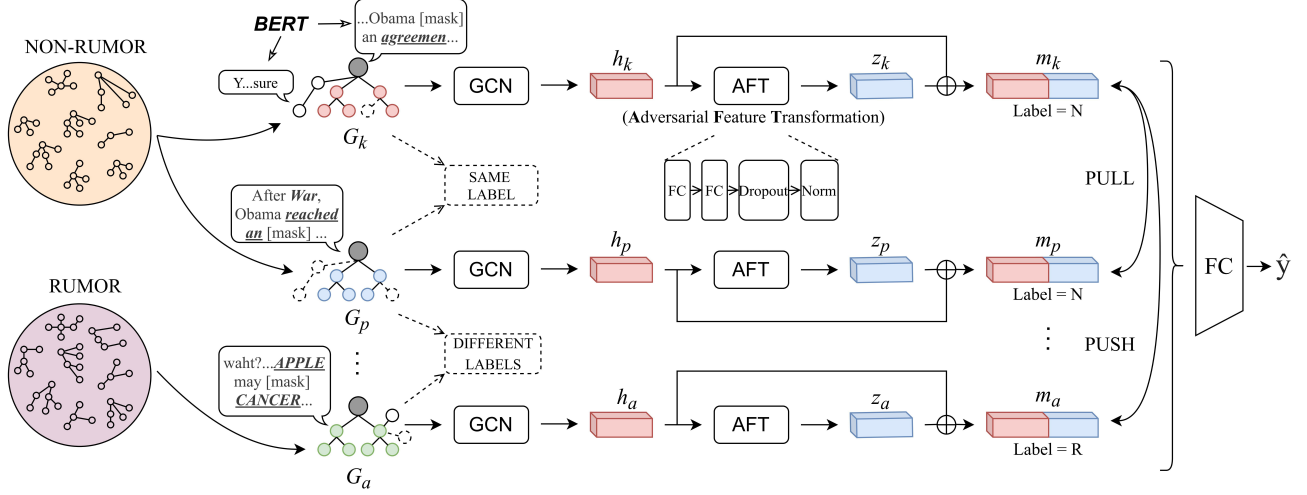 NON-RUMOR
BERT
...Obama [mask]
an agreemen...
Y...sure
G_k
GCN
h_k
AFT
(Adversarial Feature Transformation)
z_k
m_k
Label = N
FC
FC
Dropout
Norm
SAME
LABEL
PULL
After War,
Obama reached
an [mask] ...
G_p
GCN
h_p
AFT
z_p
m_p
Label = N
FC
ŷ
RUMOR
DIFFERENT
LABELS
PUSH
waht?...APPLE
may [mask]
CANCER...
G_a
GCN
h_a
AFT
z_a
m_a
Label = R